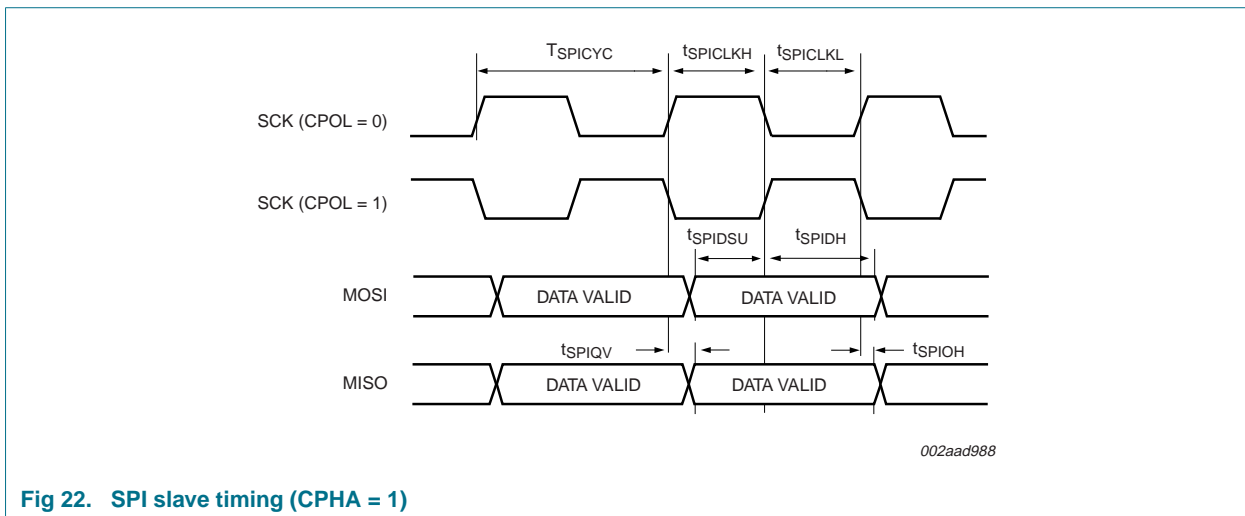 TSPICYC tSPICLKH tSPICLKL
SCK (CPOL = 0)
SCK (CPOL = 1)
tSPIDSU tSPIDH
MOSI DATA VALID DATA VALID
tSPIQV tSPIOH
MISO DATA VALID DATA VALID
002aad988
Fig 22. SPI slave timing (CPHA = 1)